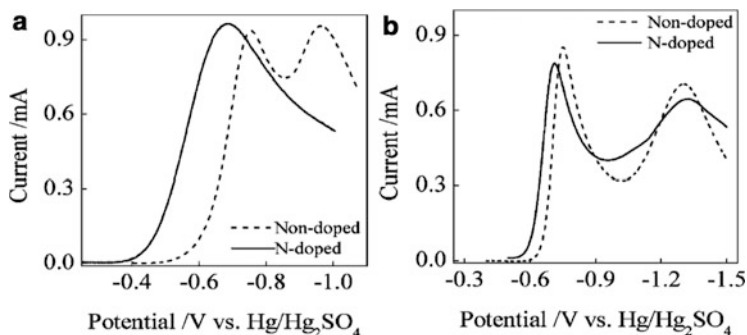 a
Current /mA
0.9
0.6
0.3
0.0
Non-doped
N-doped
-0.4 -0.6 -0.8 -1.0
Potential /V vs. Hg/Hg₂SO₄
b
Current /mA
0.9
0.6
0.3
0.0
Non-doped
N-doped
-0.3 -0.6 -0.9 -1.2 -1.5
Potential /V vs. Hg/Hg₂SO₄